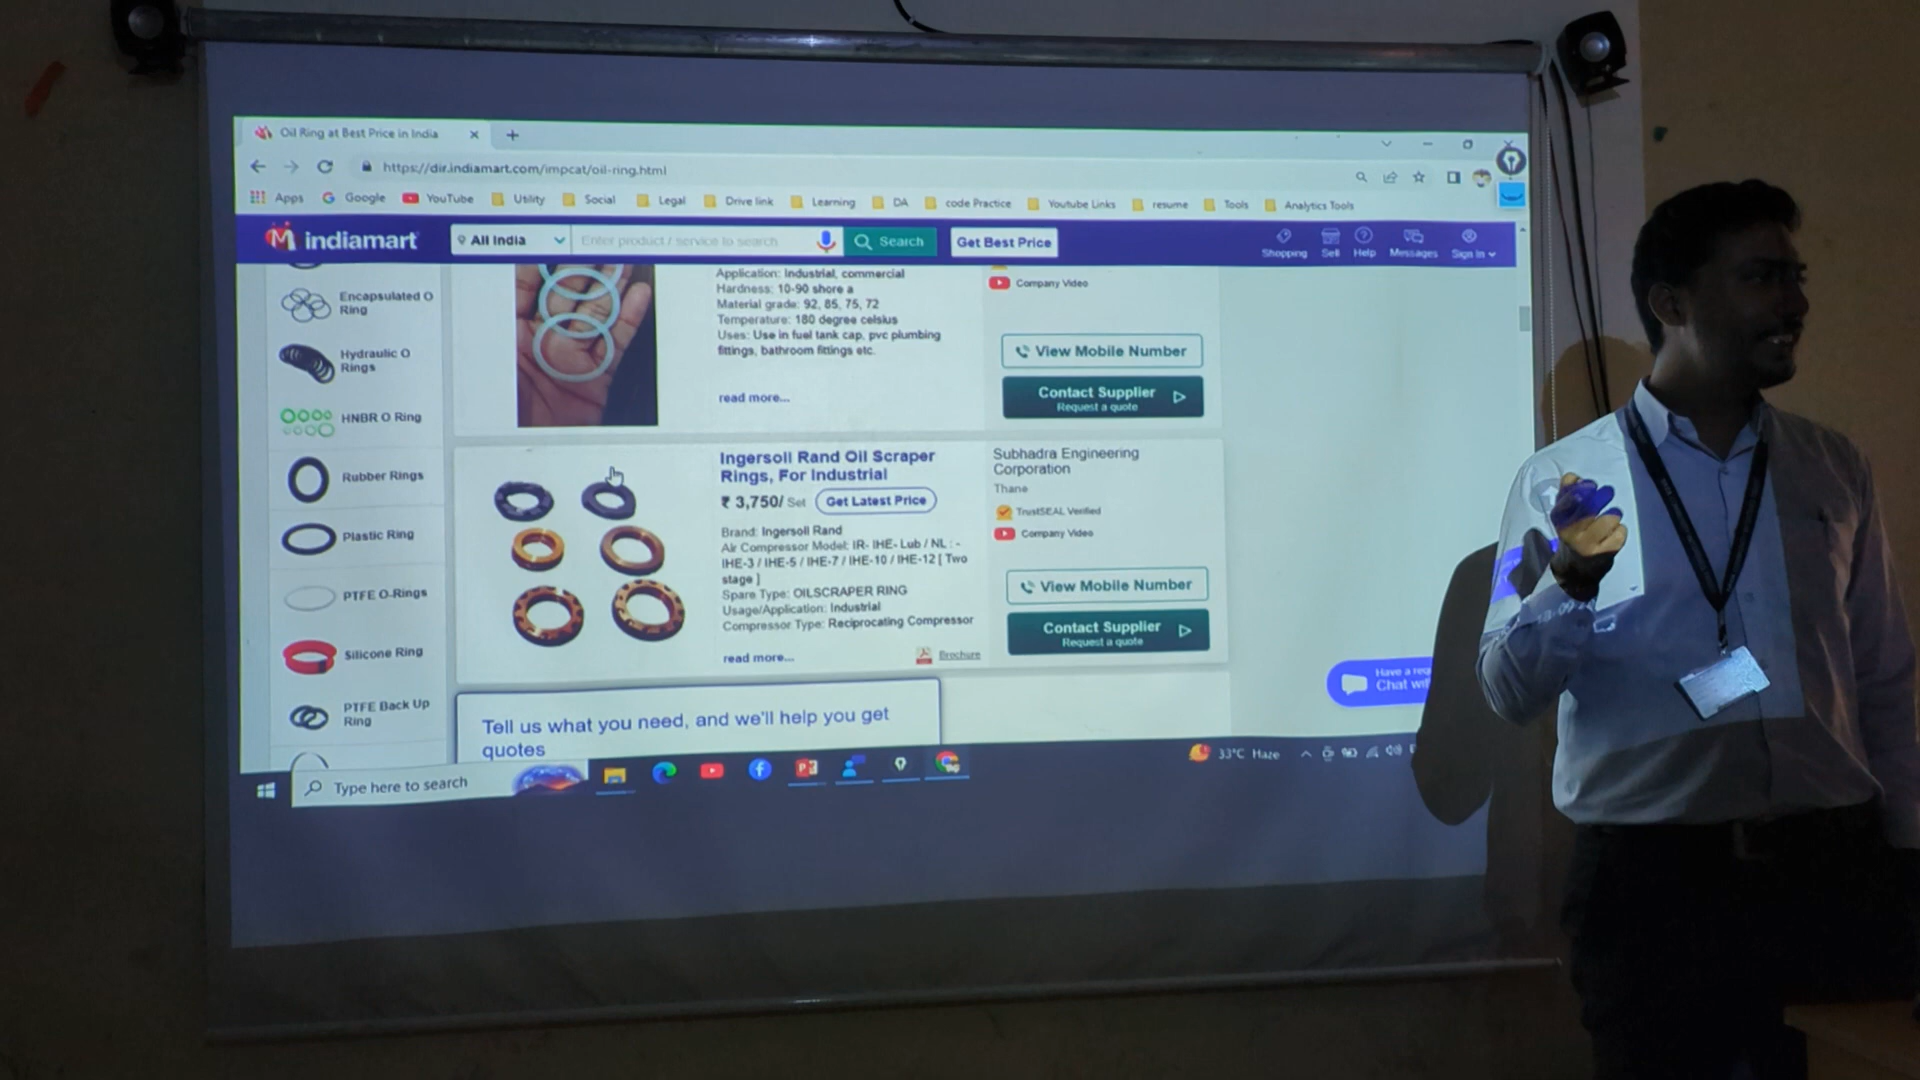 Oil Ring at Best Price in India
https://dir.indiamart.com/impcat/oil-ring.html
Apps Google YouTube Utility Social Legal Drive link Learning DA code Practice Youtube Links resume Tools Analytics Tools
indiamart All India Enter product / service to search Search Get Best Price Shopping Sell Help Messages Sign In
Encapsulated O
Ring
Hydraulic O
Rings
HNBR O Ring
Rubber Rings
Plastic Ring
PTFE O-Rings
Silicone Ring
PTFE Back Up
Ring
Application: Industrial, commercial
Hardness: 10-90 shore a
Material grade: 92, 85, 75, 72
Temperature: 180 degree celsius
Uses: Use in fuel tank cap, pvc plumbing
fittings, bathroom fittings etc.
read more...
Company Video
View Mobile Number
Contact Supplier
Request a quote
Ingersoll Rand Oil Scraper
Rings, For Industrial
₹ 3,750/ Set Get Latest Price
Brand: Ingersoll Rand
Air Compressor Model: IR- IHE- Lub / NL : -
IHE-3 / IHE-5 / IHE-7 / IHE-10 / IHE-12 [ Two
stage ]
Spare Type: OILSCRAPER RING
Usage/Application: Industrial
Compressor Type: Reciprocating Compressor
read more...
Brochure
Subhadra Engineering
Corporation
Thane
TrustSEAL Verified
Company Video
View Mobile Number
Contact Supplier
Request a quote
Tell us what you need, and we'll help you get
quotes
Have a
Chat
Type here to search
33°C Haze